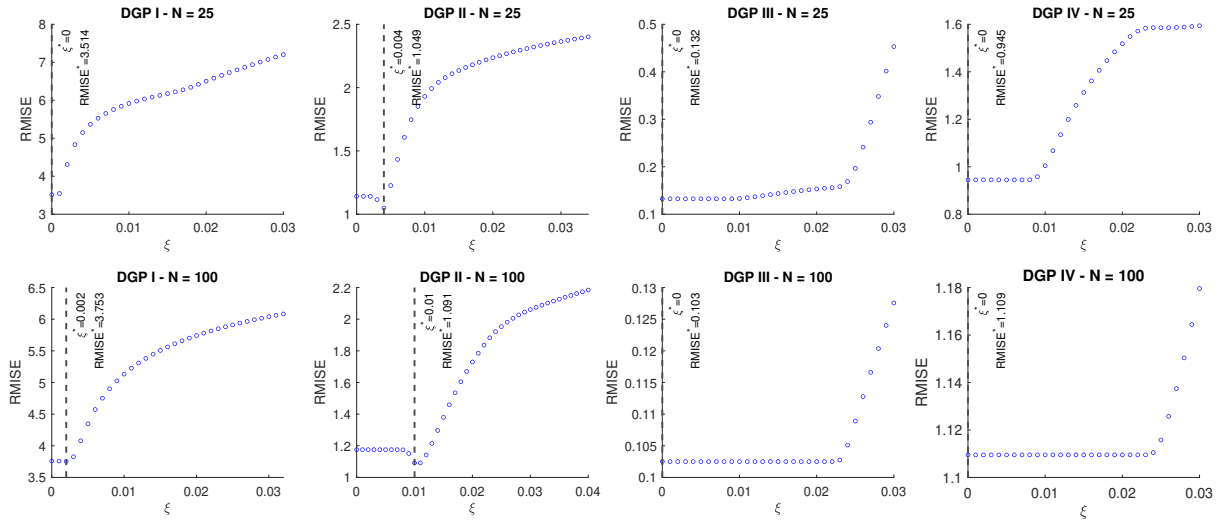 DGP I - N = 25
8
7
6
5
4
3
RMISE
0
0.01
0.02
0.03
ξ
ξ*=0
RMISE*=3.514
DGP II - N = 25
2.5
2
1.5
1
RMISE
0
0.01
0.02
0.03
ξ
ξ*=0.004
RMISE*=1.049
DGP III - N = 25
0.5
0.4
0.3
0.2
0.1
RMISE
0
0.01
0.02
0.03
ξ
ξ*=0
RMISE*=0.132
DGP IV - N = 25
1.6
1.4
1.2
1
0.8
RMISE
0
0.01
0.02
0.03
ξ
ξ*=0
RMISE*=0.945
DGP I - N = 100
6.5
6
5.5
5
4.5
4
3.5
RMISE
0
0.01
0.02
0.03
ξ
ξ*=0.002
RMISE*=3.753
DGP II - N = 100
2.2
2
1.8
1.6
1.4
1.2
1
RMISE
0
0.01
0.02
0.03
0.04
ξ
ξ*=0.01
RMISE*=1.091
DGP III - N = 100
0.13
0.125
0.12
0.115
0.11
0.105
0.1
RMISE
0
0.01
0.02
0.03
ξ
ξ*=0
RMISE*=0.103
DGP IV - N = 100
1.18
1.16
1.14
1.12
1.1
RMISE
0
0.01
0.02
0.03
ξ
ξ*=0
RMISE*=1.109